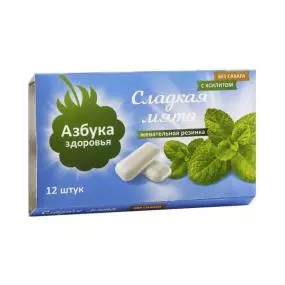 БЕЗ САХАРА
С КСИЛИТОМ
Сладкая
мята
жевательная резинка
Азбука
здоровья
12 штук